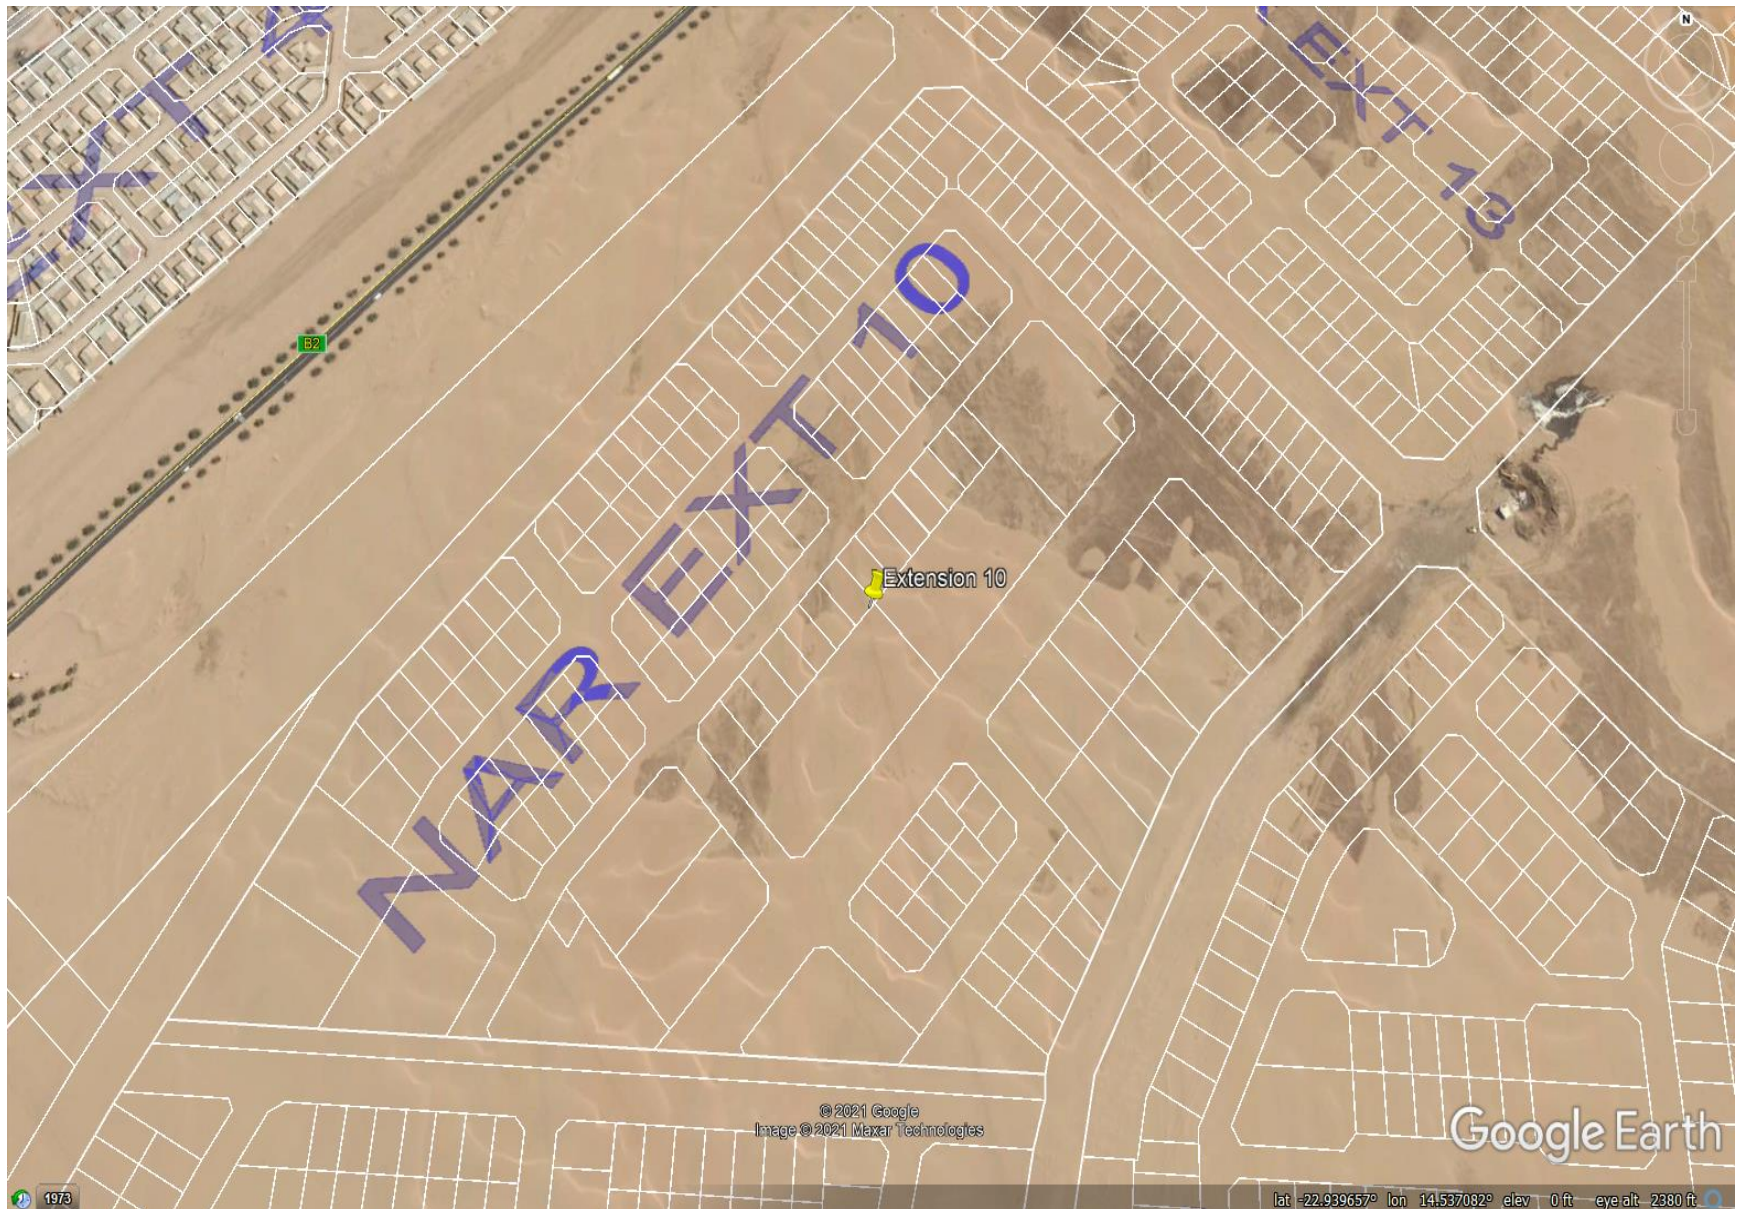 N
EXT
EXT 13
B2
NAR EXT 10
Extension 10
© 2021 Google
Image © 2021 Maxar Technologies
Google Earth
1973
lat -22.939657° lon 14.537082° elev 0 ft eye alt 2380 ft